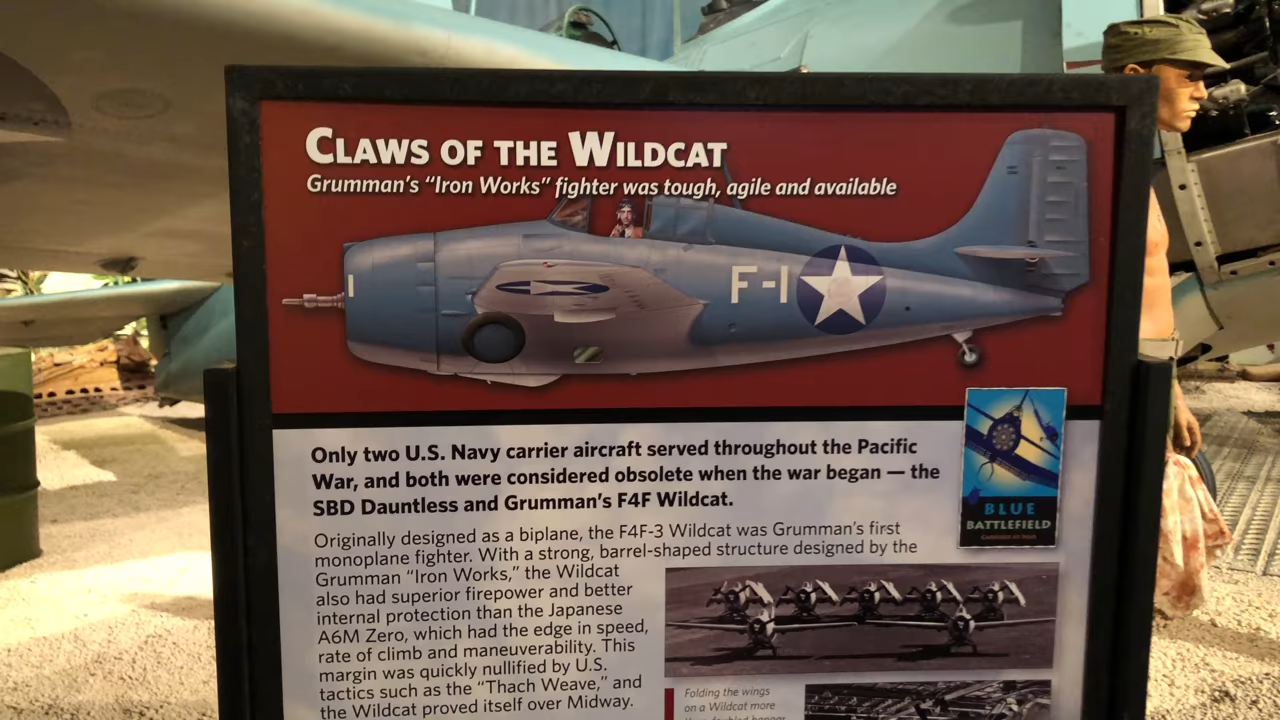 CLAWS OF THE WILDCAT
Grumman's "Iron Works" fighter was tough, agile and available
1
F-1
Only two U.S. Navy carrier aircraft served throughout the Pacific
War, and both were considered obsolete when the war began — the
SBD Dauntless and Grumman's F4F Wildcat.
BLUE
BATTLEFIELD
Originally designed as a biplane, the F4F-3 Wildcat was Grumman's first
monoplane fighter. With a strong, barrel-shaped structure designed by the
Grumman "Iron Works," the Wildcat
also had superior firepower and better
internal protection than the Japanese
A6M Zero, which had the edge in speed,
rate of climb and maneuverability. This
margin was quickly nullified by U.S.
tactics such as the "Thach Weave," and
the Wildcat proved itself over Midway.
Folding the wings
on a Wildcat more